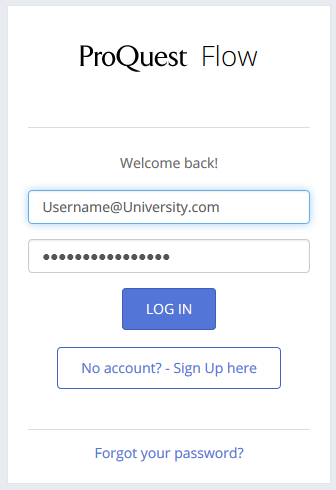 ProQuest Flow
Welcome back!
Username@University.com
••••••••••••••••
LOG IN
No account? - Sign Up here
Forgot your password?